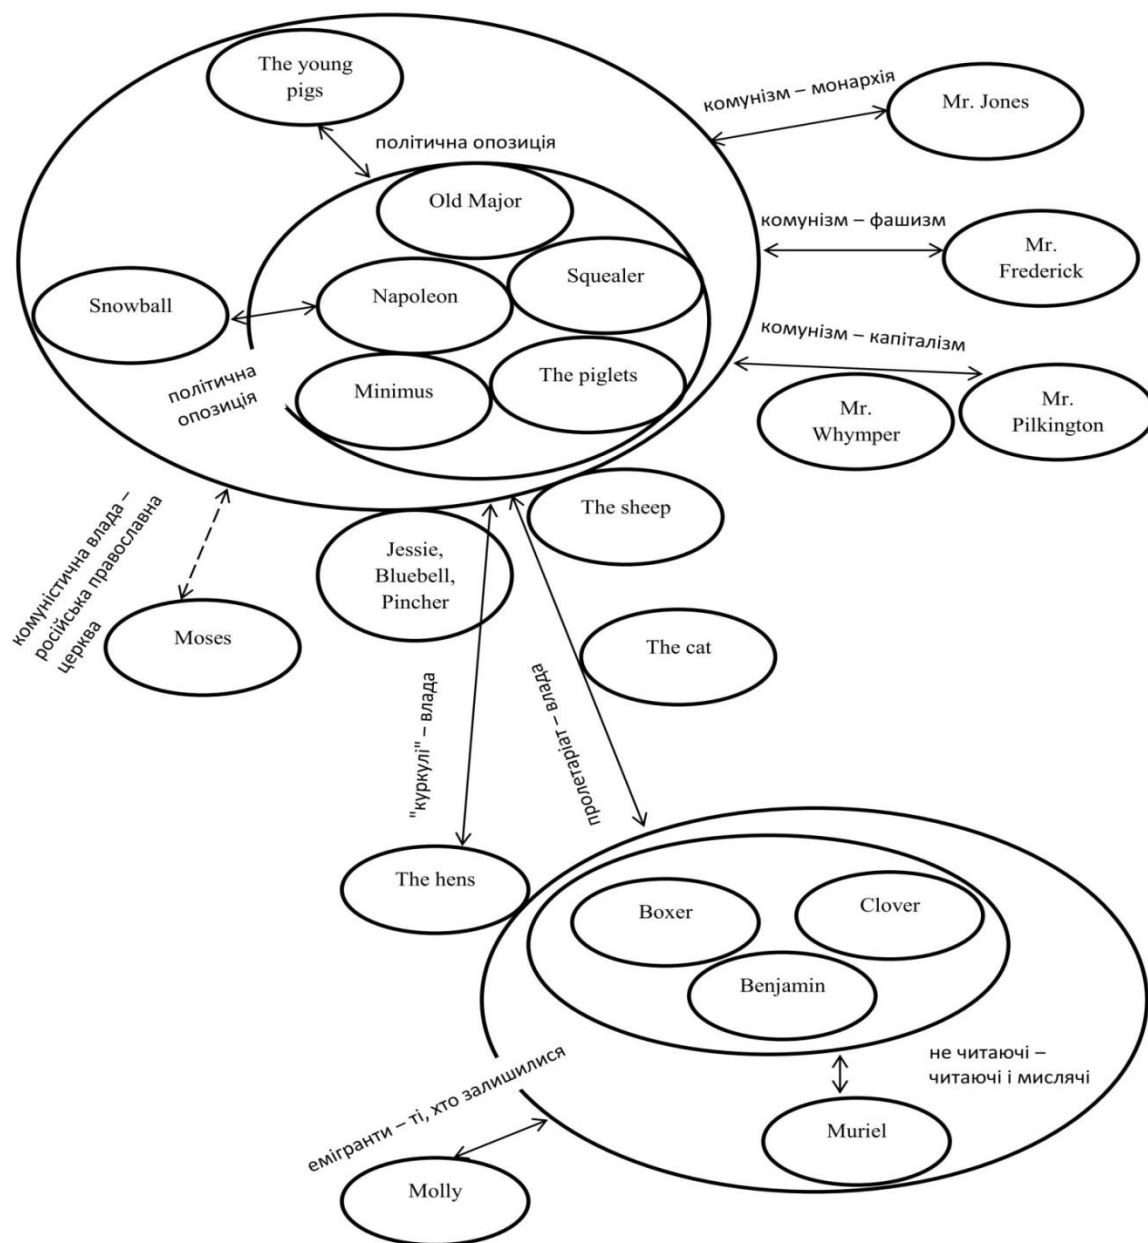 The young
pigs
комунізм – монархія
Mr. Jones
політична опозиція
Old Major
комунізм – фашизм
Mr.
Frederick
Squealer
Snowball
Napoleon
комунізм – капіталізм
політична
опозиція
Minimus
The piglets
Mr.
Whymper
Mr.
Pilkington
The sheep
комуністична влада –
російська православна
церква
Jessie,
Bluebell,
Pincher
Moses
The cat
"куркулі" – влада
пролетаріат – влада
The hens
Boxer
Clover
Benjamin
не читаючі –
читаючі і мислячі
емігранти – ті, хто залишилися
Muriel
Molly